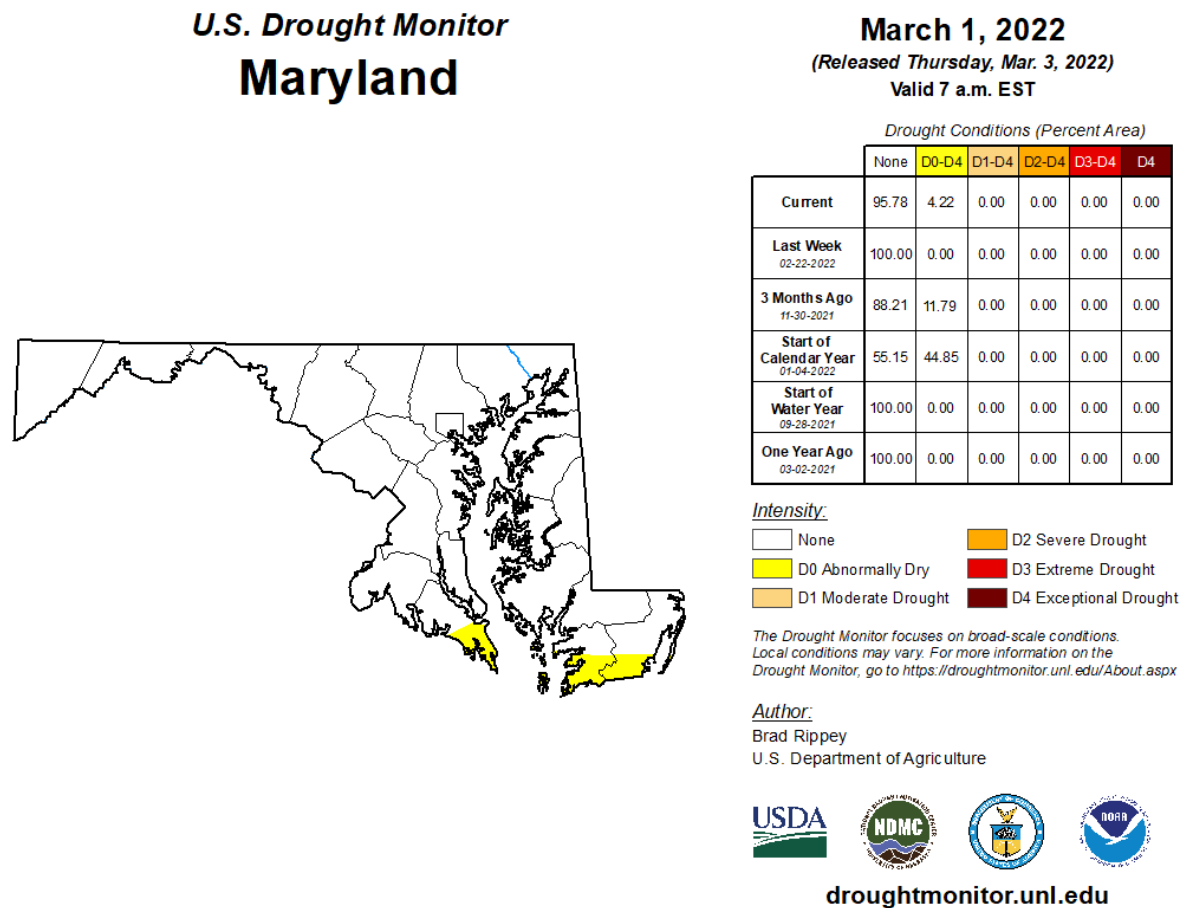 U.S. Drought Monitor
Maryland
March 1, 2022
(Released Thursday, Mar. 3, 2022)
Valid 7 a.m. EST
Drought Conditions (Percent Area)
None D0-D4 D1-D4 D2-D4 D3-D4 D4
Current 95.78 4.22 0.00 0.00 0.00 0.00
Last Week
02-22-2022
100.00 0.00 0.00 0.00 0.00 0.00
3 Months Ago
11-30-2021
88.21 11.79 0.00 0.00 0.00 0.00
Start of
Calendar Year
01-04-2022
55.15 44.85 0.00 0.00 0.00 0.00
Start of
Water Year
09-28-2021
100.00 0.00 0.00 0.00 0.00 0.00
One Year Ago
03-02-2021
100.00 0.00 0.00 0.00 0.00 0.00
Intensity:
None
D0 Abnormally Dry
D1 Moderate Drought
D2 Severe Drought
D3 Extreme Drought
D4 Exceptional Drought
The Drought Monitor focuses on broad-scale conditions.
Local conditions may vary. For more information on the
Drought Monitor, go to https://droughtmonitor.unl.edu/About.aspx
Author:
Brad Rippey
U.S. Department of Agriculture
USDA
NDMC
NOAA
droughtmonitor.unl.edu